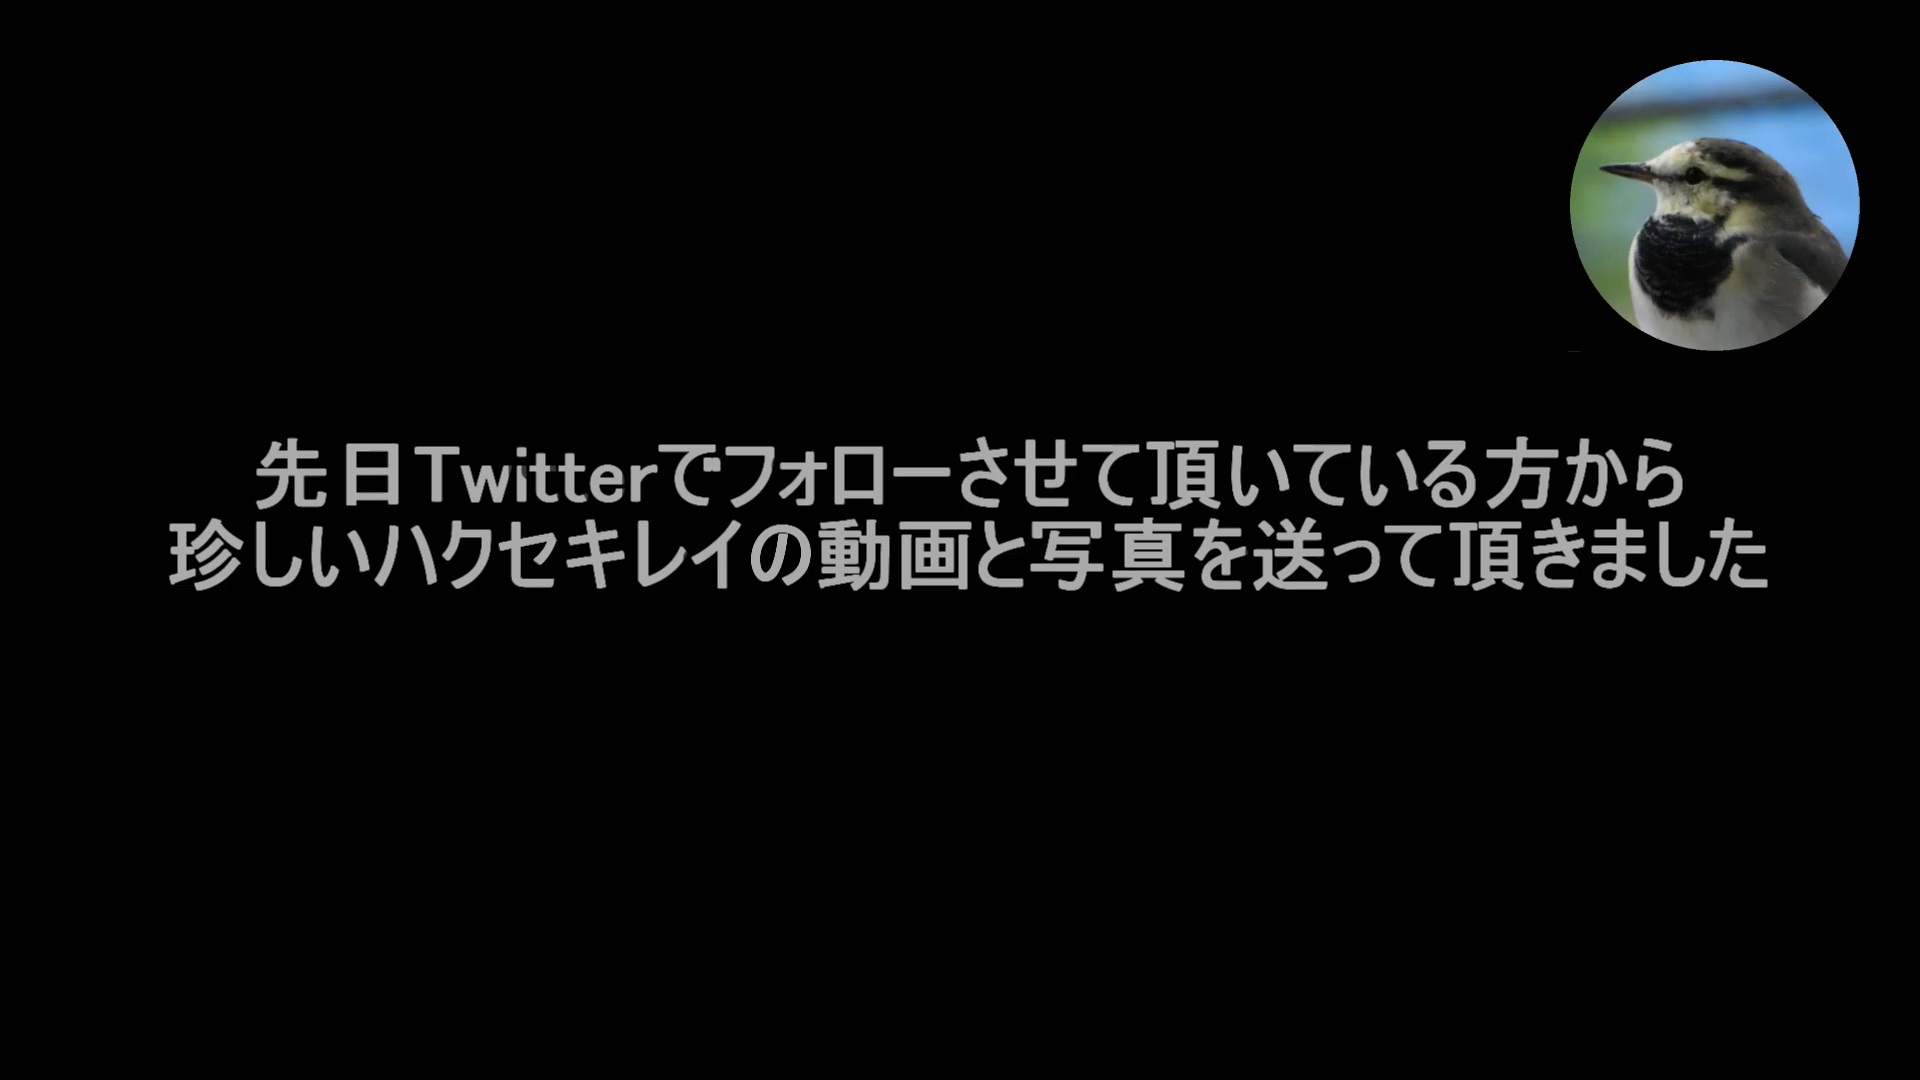 先日Twitterでフォローさせて頂いている方から
珍しいハクセキレイの動画と写真を送って頂きました